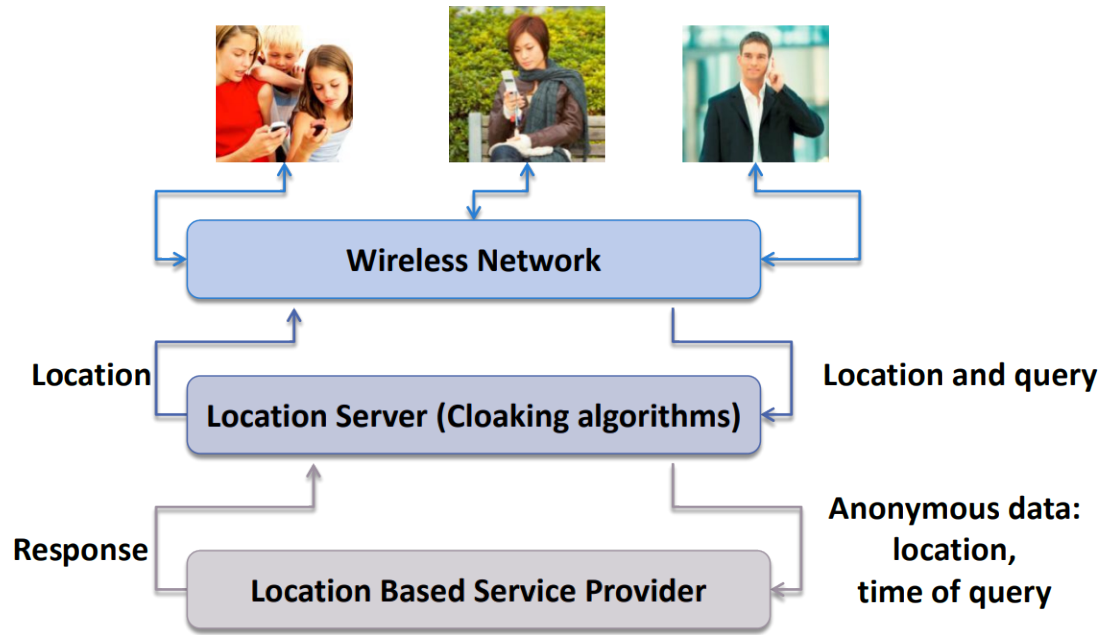 Wireless Network
Location
Location and query
Location Server (Cloaking algorithms)
Response
Anonymous data:
location,
time of query
Location Based Service Provider